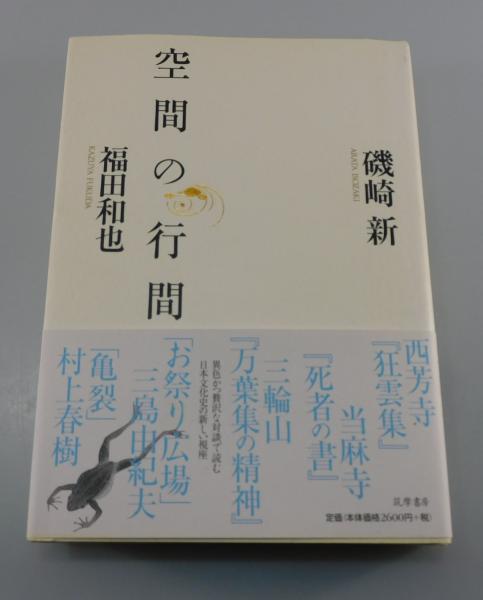 磯崎 新
ARATA ISOZAKI
空間の行間
福田和也
KAZUYA FUKUDA
西芳寺
『狂雲集』
当麻寺
『死者の書』
三輪山
『万葉集の精神』
異色かつ贅沢な対談で読む
日本文化史の新しい視座
「お祭り広場」
三島由紀夫
「亀裂」
村上春樹
筑摩書房
定価（本体価格2600円+税）